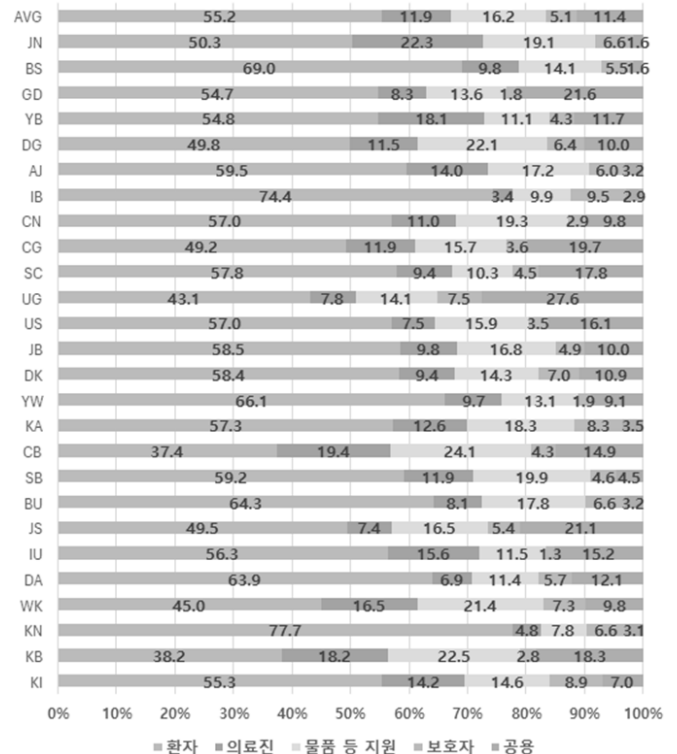 AVG 55.2 11.9 16.2 5.1 11.4
JN 50.3 22.3 19.1 6.6 1.6
BS 69.0 9.8 14.1 5.5 1.6
GD 54.7 8.3 13.6 1.8 21.6
YB 54.8 18.1 11.1 4.3 11.7
DG 49.8 11.5 22.1 6.4 10.0
AJ 59.5 14.0 17.2 6.0 3.2
IB 74.4 3.4 9.9 9.5 2.9
CN 57.0 11.0 19.3 2.9 9.8
CG 49.2 11.9 15.7 3.6 19.7
SC 57.8 9.4 10.3 4.5 17.8
UG 43.1 7.8 14.1 7.5 27.6
US 57.0 7.5 15.9 3.5 16.1
JB 58.5 9.8 16.8 4.9 10.0
DK 58.4 9.4 14.3 7.0 10.9
YW 66.1 9.7 13.1 1.9 9.1
KA 57.3 12.6 18.3 8.3 3.5
CB 37.4 19.4 24.1 4.3 14.9
SB 59.2 11.9 19.9 4.6 4.5
BU 64.3 8.1 17.8 6.6 3.2
JS 49.5 7.4 16.5 5.4 21.1
IU 56.3 15.6 11.5 1.3 15.2
DA 63.9 6.9 11.4 5.7 12.1
WK 45.0 16.5 21.4 7.3 9.8
KN 77.7 4.8 7.8 6.6 3.1
KB 38.2 18.2 22.5 2.8 18.3
KI 55.3 14.2 14.6 8.9 7.0
0% 10% 20% 30% 40% 50% 60% 70% 80% 90% 100%
환자 의료진 물품 등 지원 보호자 공용